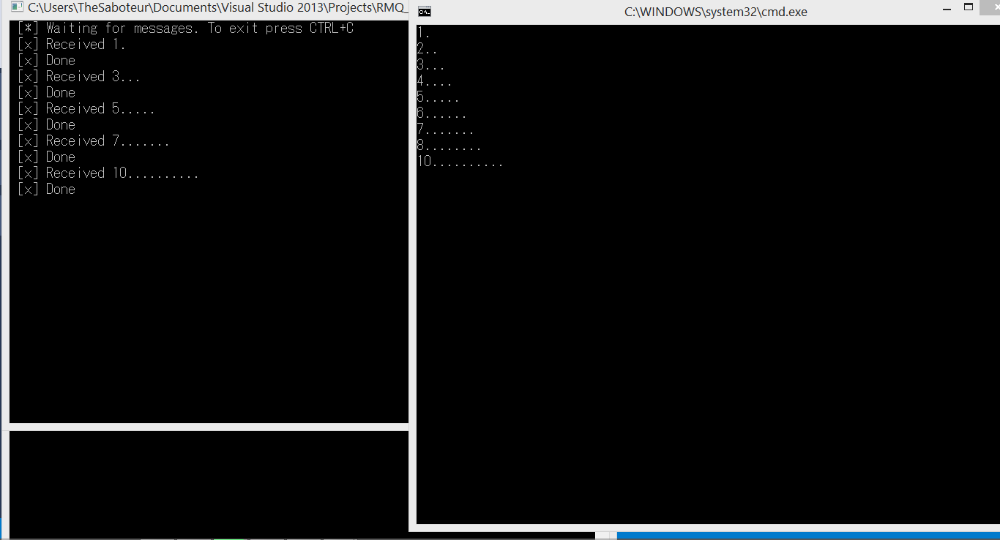 C:\Users\TheSaboteur\Documents\Visual Studio 2013\Projects\RMQ_
[*] Waiting for messages. To exit press CTRL+C
[x] Received 1.
[x] Done
[x] Received 3...
[x] Done
[x] Received 5.....
[x] Done
[x] Received 7.......
[x] Done
[x] Received 10..........
[x] Done
C:\WINDOWS\system32\cmd.exe
1.
2..
3...
4....
5.....
6......
7.......
8........
10..........